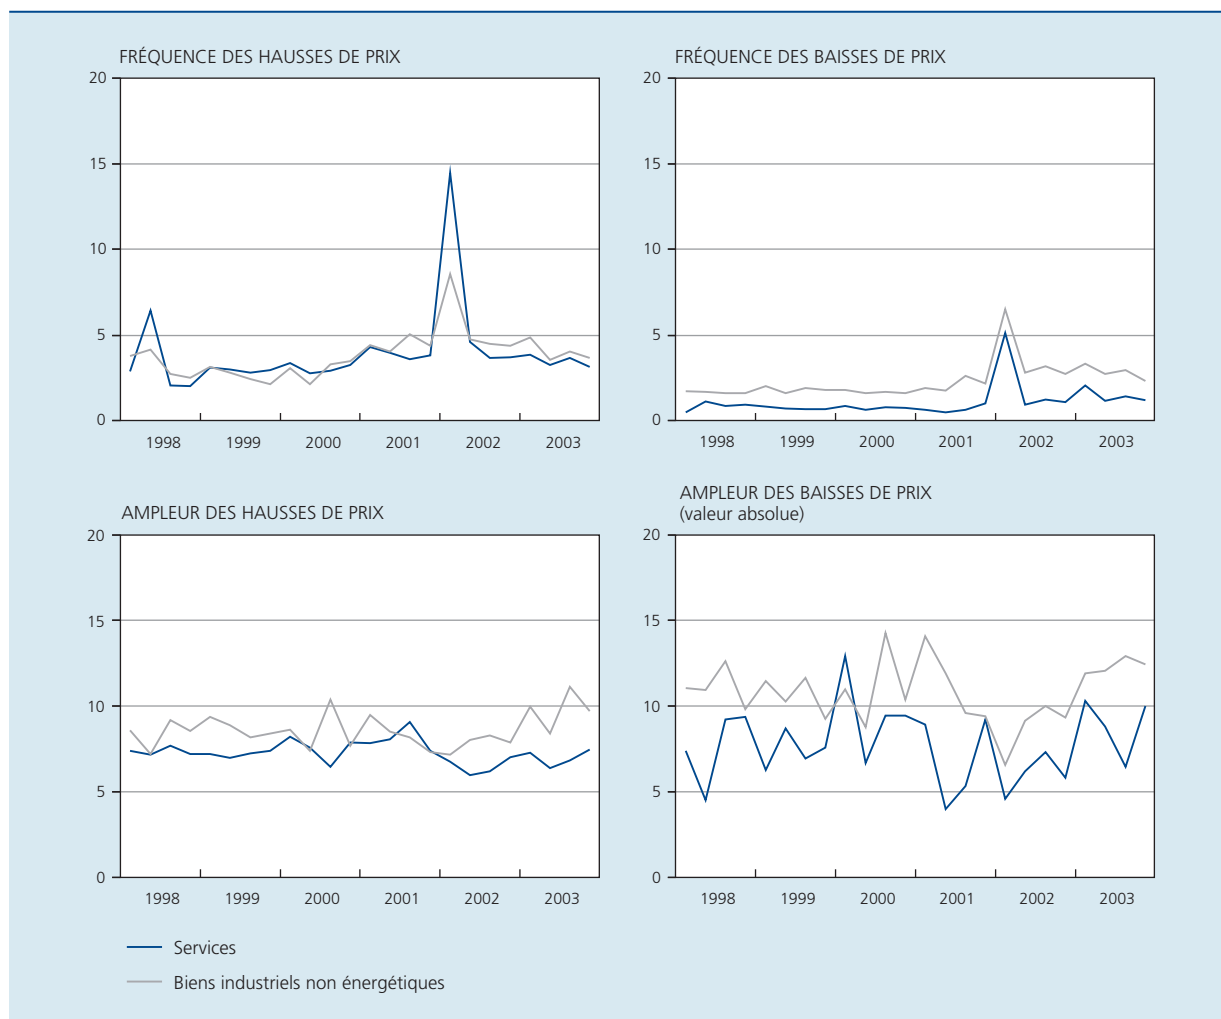 FRÉQUENCE DES HAUSSES DE PRIX
20
15
10
5
0
1998 1999 2000 2001 2002 2003
FRÉQUENCE DES BAISSES DE PRIX
20
15
10
5
0
1998 1999 2000 2001 2002 2003
AMPLEUR DES HAUSSES DE PRIX
20
15
10
5
0
1998 1999 2000 2001 2002 2003
AMPLEUR DES BAISSES DE PRIX
(valeur absolue)
20
15
10
5
0
1998 1999 2000 2001 2002 2003
Services
Biens industriels non énergétiques